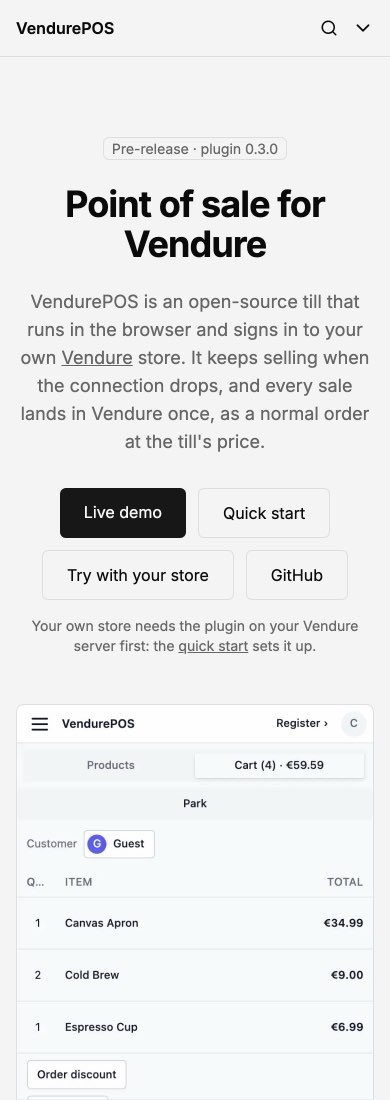 VendurePOS
Pre-release · plugin 0.3.0
Point of sale for
Vendure
VendurePOS is an open-source till that
runs in the browser and signs in to your
own Vendure store. It keeps selling when
the connection drops, and every sale
lands in Vendure once, as a normal order
at the till's price.
Live demo
Quick start
Try with your store
GitHub
Your own store needs the plugin on your Vendure
server first: the quick start sets it up.
VendurePOS
Register ›
C
Products
Cart (4) · €59.59
Park
Customer
G
Guest
Q... ITEM TOTAL
1 Canvas Apron €34.99
2 Cold Brew €9.00
1 Espresso Cup €6.99
Order discount